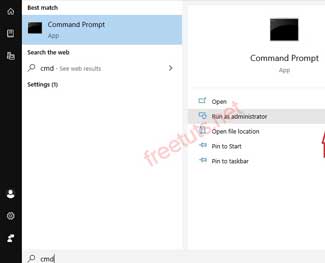 Best match
Command Prompt
App
Search the web
cmd - See web results
Settings (1)
Command Prompt
App
Open
Run as administrator
Open file location
Pin to Start
Pin to taskbar
freetuts.net
cmd